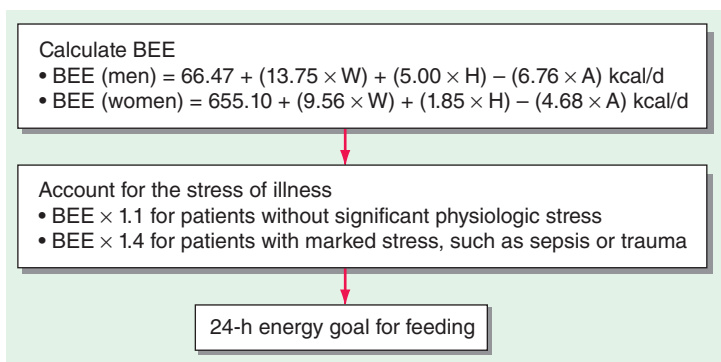 Calculate BEE
• BEE (men) = 66.47 + (13.75 × W) + (5.00 × H) – (6.76 × A) kcal/d
• BEE (women) = 655.10 + (9.56 × W) + (1.85 × H) – (4.68 × A) kcal/d
Account for the stress of illness
• BEE × 1.1 for patients without significant physiologic stress
• BEE × 1.4 for patients with marked stress, such as sepsis or trauma
24-h energy goal for feeding